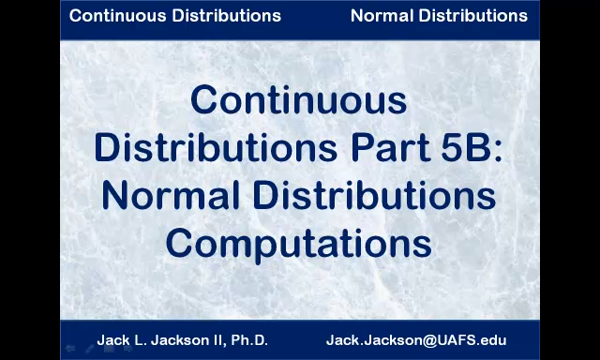 Continuous Distributions Normal Distributions
Continuous
Distributions Part 5B:
Normal Distributions
Computations
Jack L. Jackson II, Ph.D. Jack.Jackson@UAFS.edu